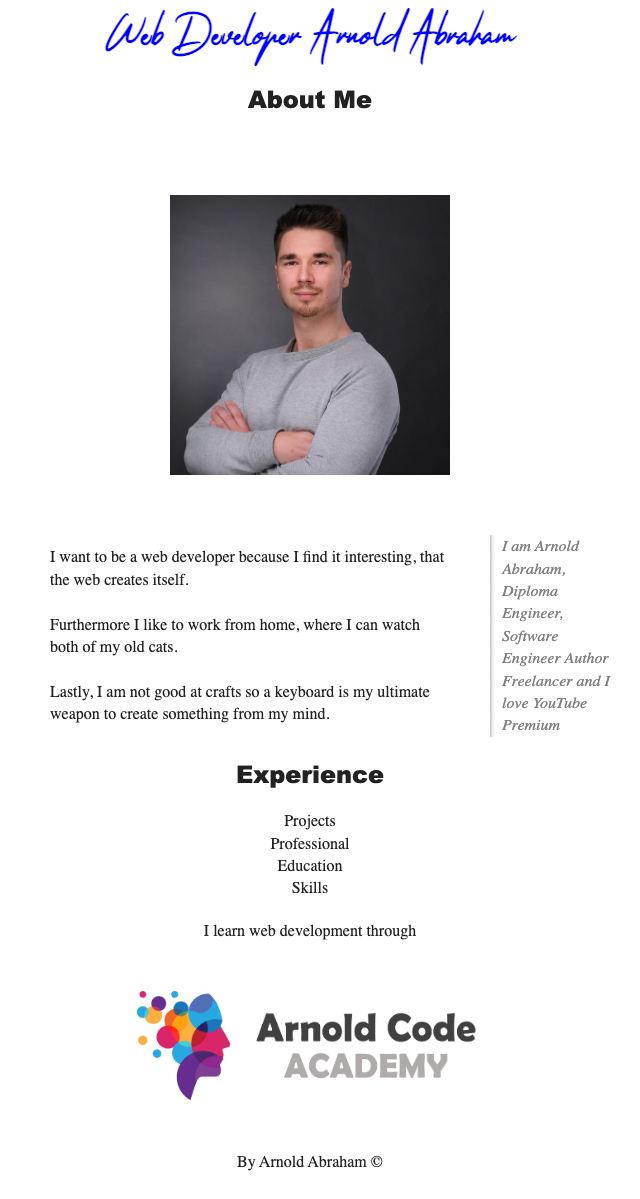 Web Developer Arnold Abraham
About Me
I want to be a web developer because I find it interesting, that
the web creates itself.
Furthermore I like to work from home, where I can watch
both of my old cats.
Lastly, I am not good at crafts so a keyboard is my ultimate
weapon to create something from my mind.
I am Arnold
Abraham,
Diploma
Engineer,
Software
Engineer Author
Freelancer and I
love YouTube
Premium
Experience
Projects
Professional
Education
Skills
I learn web development through
Arnold Code
ACADEMY
By Arnold Abraham ©